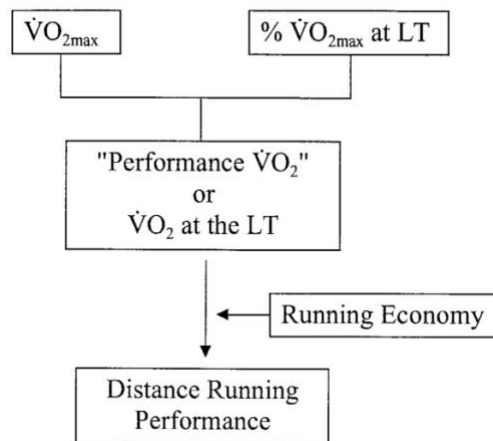 V̇O₂max
% V̇O₂max at LT
"Performance V̇O₂"
or
V̇O₂ at the LT
Running Economy
Distance Running
Performance